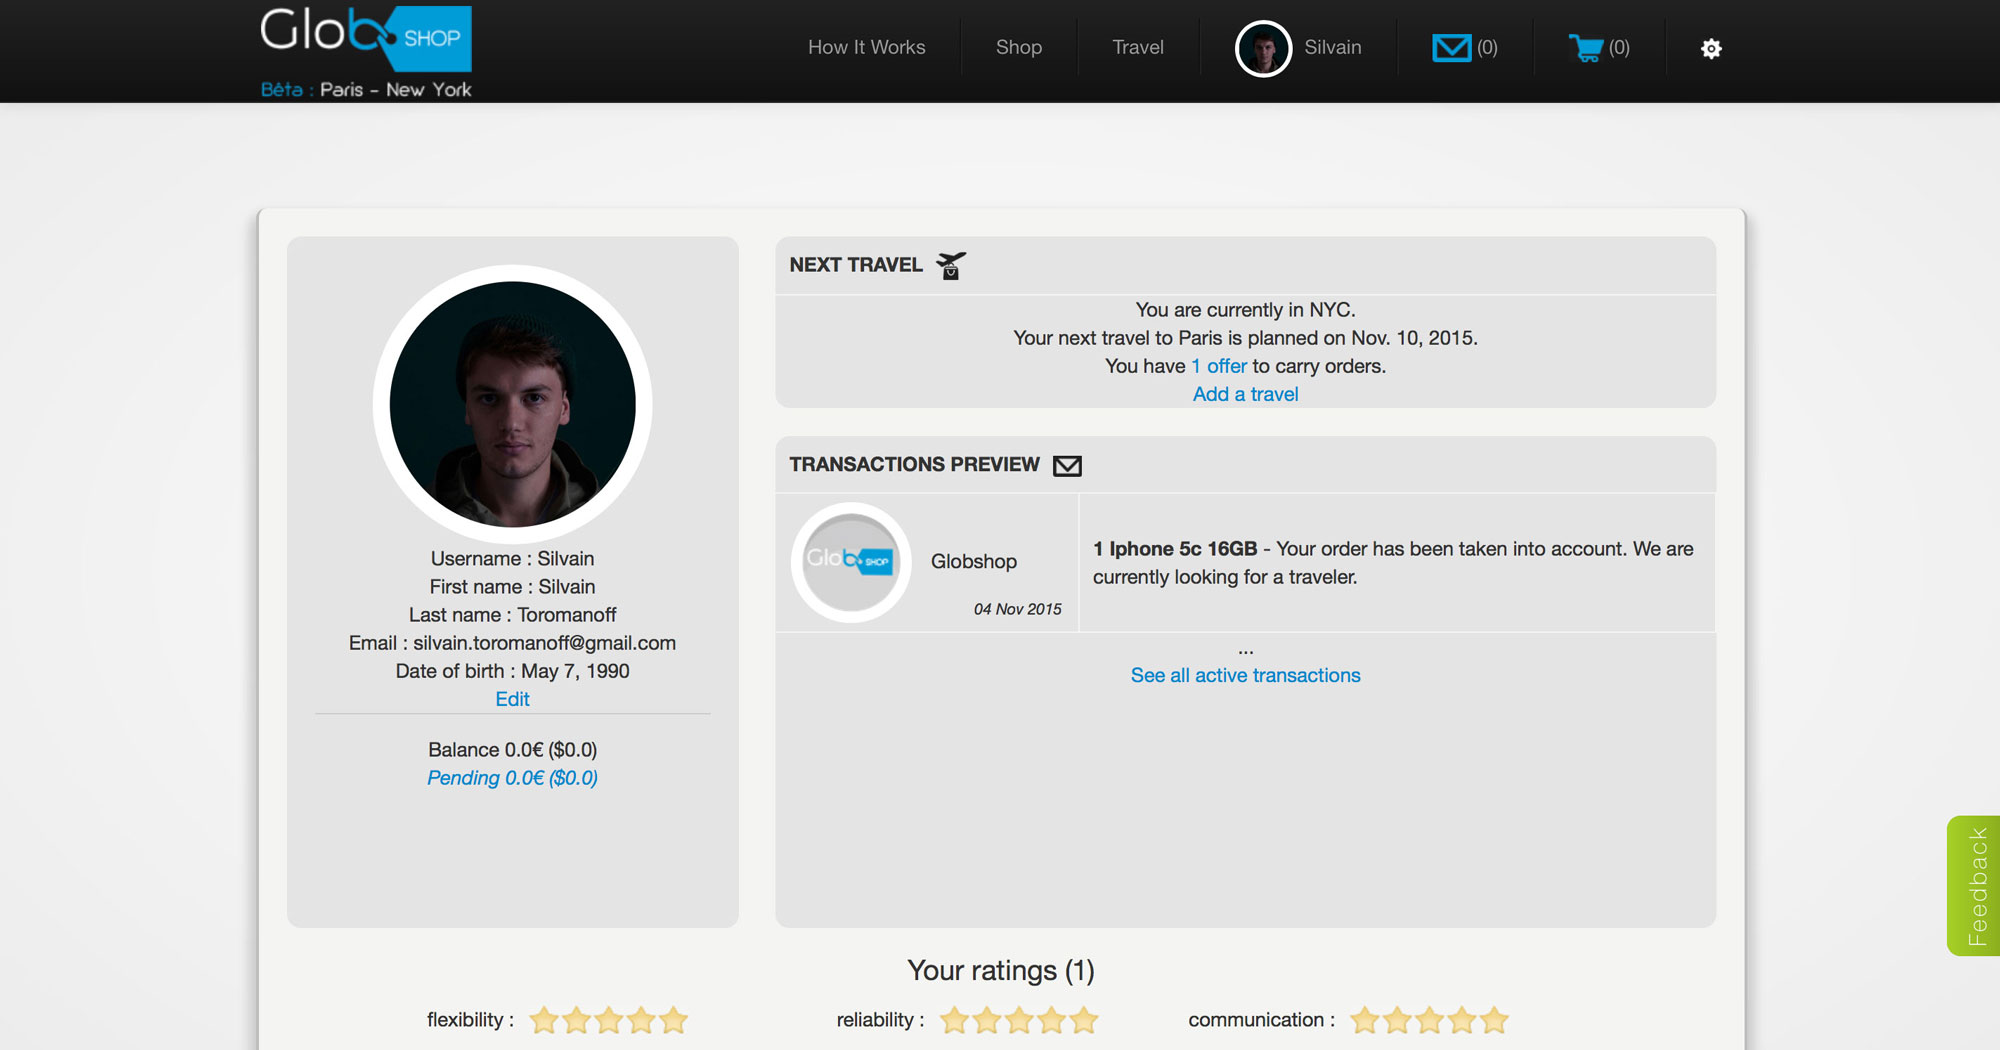 Glob SHOP
Bêta : Paris - New York
How It Works
Shop
Travel
Silvain
(0)
(0)
NEXT TRAVEL
You are currently in NYC.
Your next travel to Paris is planned on Nov. 10, 2015.
You have 1 offer to carry orders.
Add a travel
TRANSACTIONS PREVIEW
Glob SHOP
Globshop
04 Nov 2015
1 Iphone 5c 16GB - Your order has been taken into account. We are
currently looking for a traveler.
...
See all active transactions
Username : Silvain
First name : Silvain
Last name : Toromanoff
Email : silvain.toromanoff@gmail.com
Date of birth : May 7, 1990
Edit
Balance 0.0€ ($0.0)
Pending 0.0€ ($0.0)
Feedback
Your ratings (1)
flexibility :
reliability :
communication :